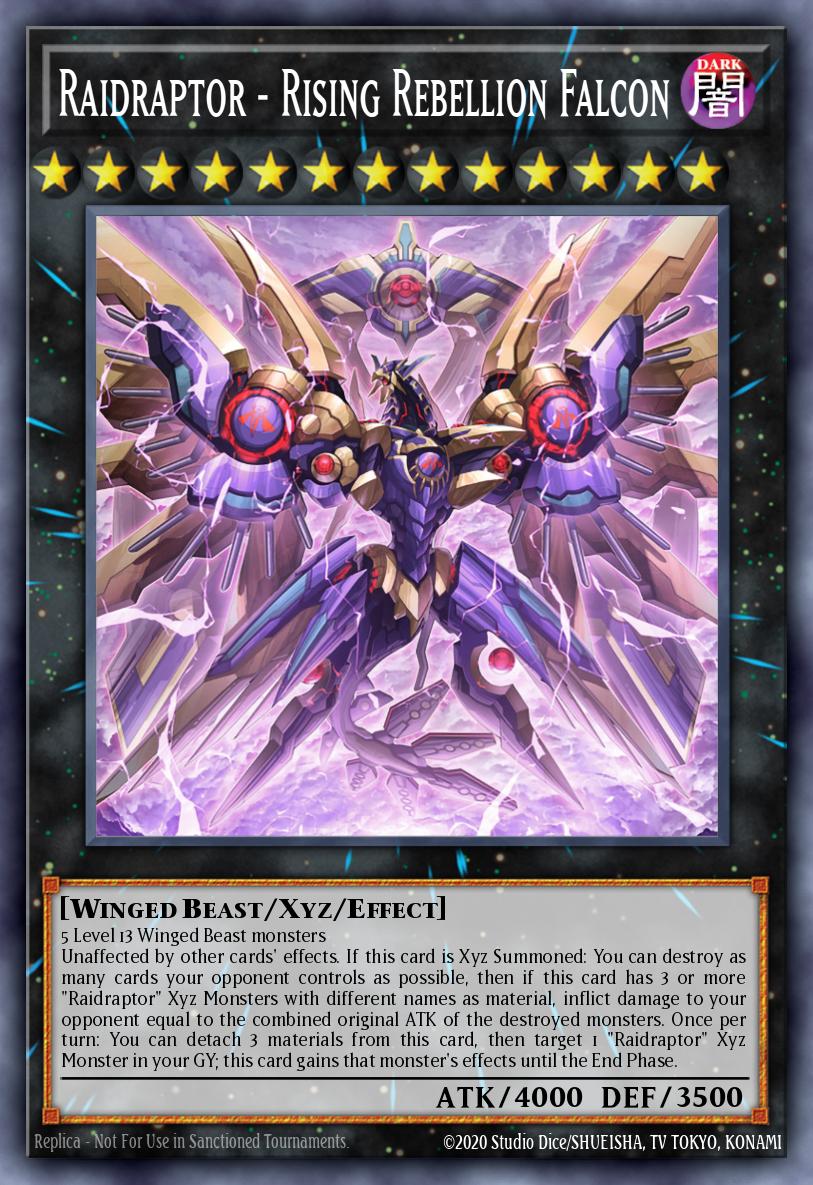 Raidraptor - Rising Rebellion Falcon
DARK
闇
[Winged Beast/Xyz/Effect]
5 Level 13 Winged Beast monsters
Unaffected by other cards' effects. If this card is Xyz Summoned: You can destroy as
many cards your opponent controls as possible, then if this card has 3 or more
"Raidraptor" Xyz Monsters with different names as material, inflict damage to your
opponent equal to the combined original ATK of the destroyed monsters. Once per
turn: You can detach 3 materials from this card, then target 1 "Raidraptor" Xyz
Monster in your GY; this card gains that monster's effects until the End Phase.
ATK/4000 DEF/3500
Replica - Not For Use in Sanctioned Tournaments.
©2020 Studio Dice/SHUEISHA, TV TOKYO, KONAMI